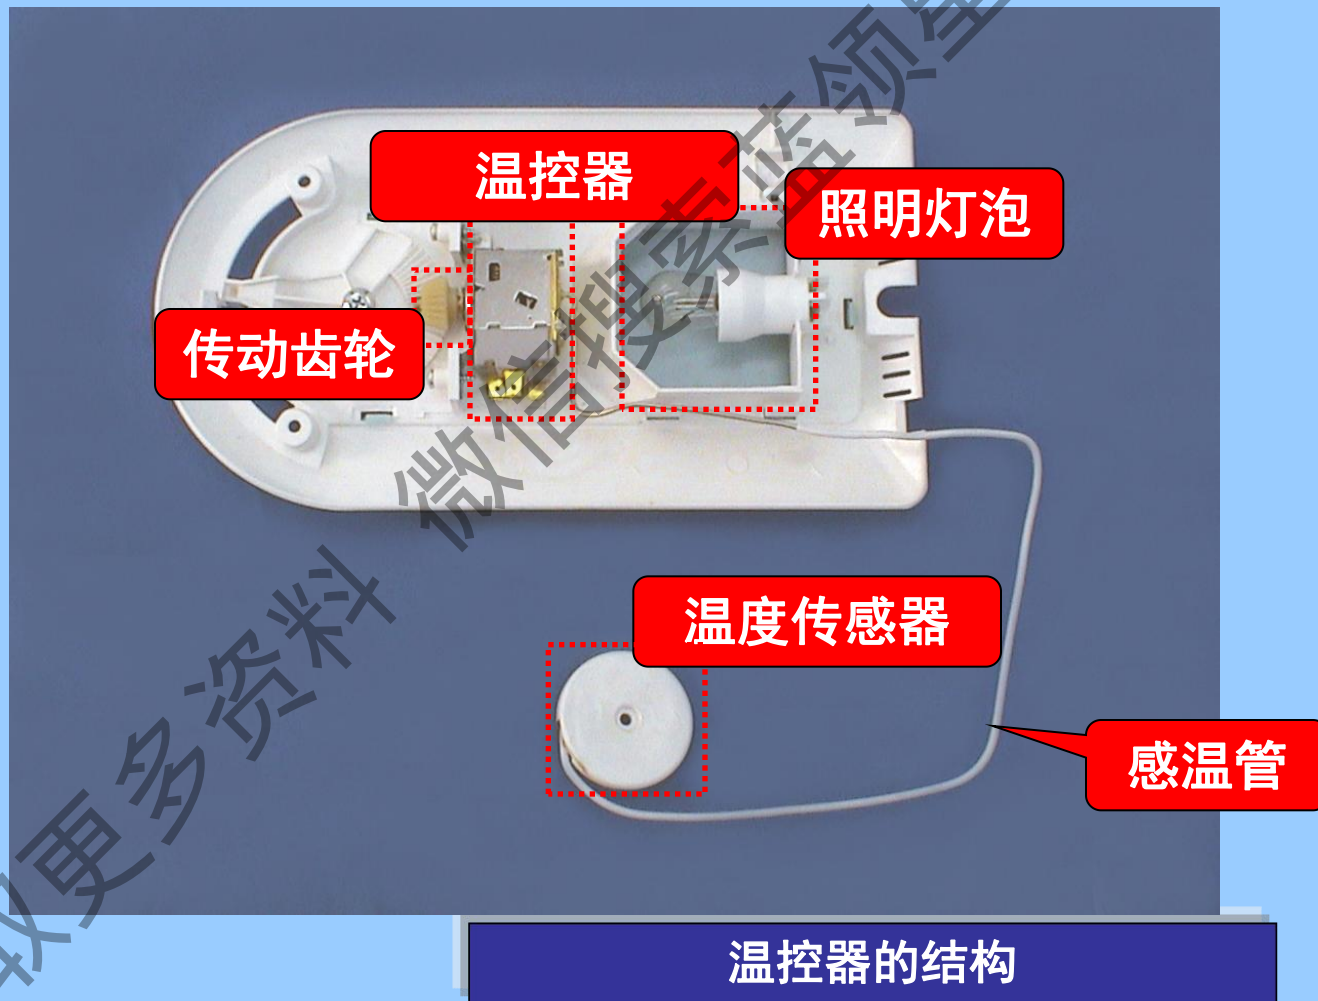 温控器
照明灯泡
传动齿轮
温度传感器
感温管
温控器的结构
取更多资料 微信搜索蓝领星